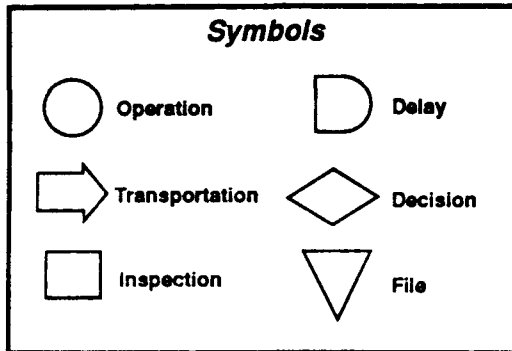 Symbols
Operation
Delay
Transportation
Decision
Inspection
File